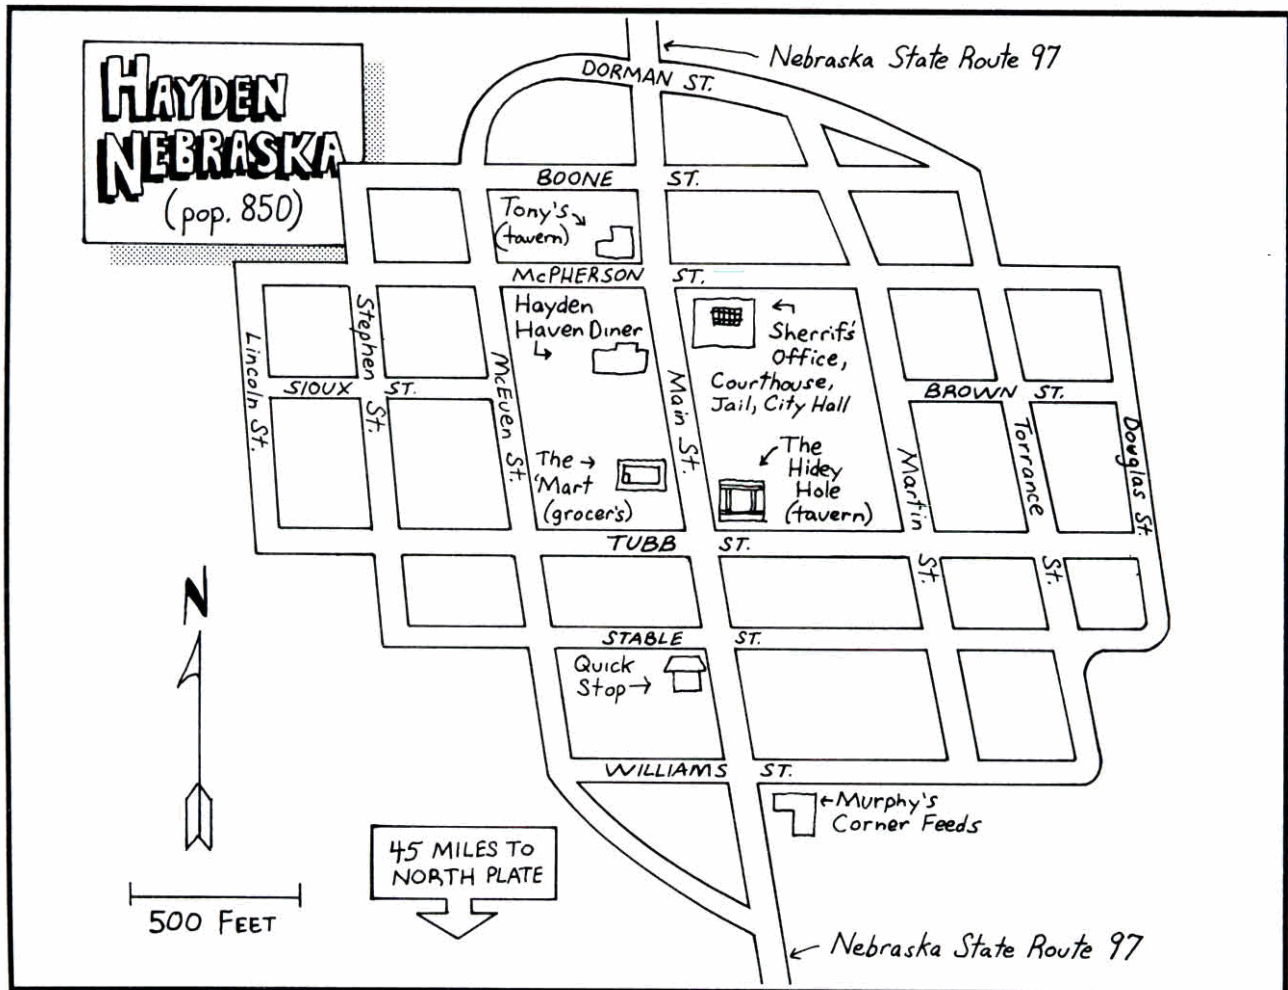 HAYDEN
NEBRASKA
(pop. 850)
Nebraska State Route 97
DORMAN ST.
BOONE ST.
Tony's
(tavern)
McPHERSON ST.
Hayden
Haven Diner
Sherrif's
Office,
Courthouse,
Jail, City Hall
Lincoln St.
Stephen St.
SIOUX ST.
McEuen St.
Main St.
BROWN ST.
Martin St.
Torrance St.
Douglas St.
The
'Mart
(grocer's)
The
Hidey
Hole
(tavern)
TUBB ST.
N
STABLE ST.
Quick
Stop
WILLIAMS ST.
Murphy's
Corner Feeds
45 MILES TO
NORTH PLATE
500 FEET
Nebraska State Route 97